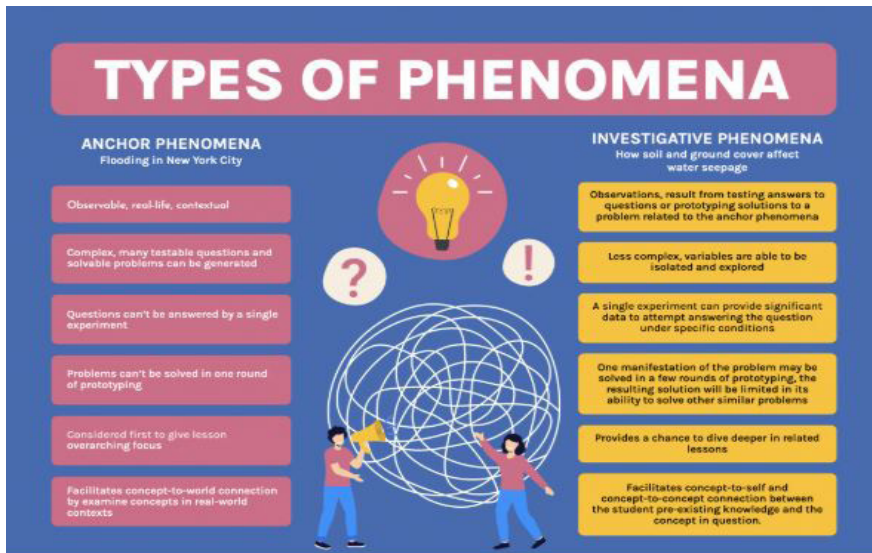 TYPES OF PHENOMENA
ANCHOR PHENOMENA
Flooding in New York City
Observable, real-life, contextual
Complex, many testable questions and
solvable problems can be generated
Questions can't be answered by a single
experiment
Problems can't be solved in one round
of prototyping
Considered first to give lesson
overarching focus
Facilitates concept-to-world connection
by examine concepts in real-world
contexts
?
!
INVESTIGATIVE PHENOMENA
How soil and ground cover affect
water seepage
Observations, result from testing answers to
questions or prototyping solutions to a
problem related to the anchor phenomena
Less complex, variables are able to be
isolated and explored
A single experiment can provide significant
data to attempt answering the question
under specific conditions
One manifestation of the problem may be
solved in a few rounds of prototyping, the
resulting solution will be limited in its
ability to solve other similar problems
Provides a chance to dive deeper in related
lessons
Facilitates concept-to-self and
concept-to-concept connection between
the student pre-existing knowledge and the
concept in question.